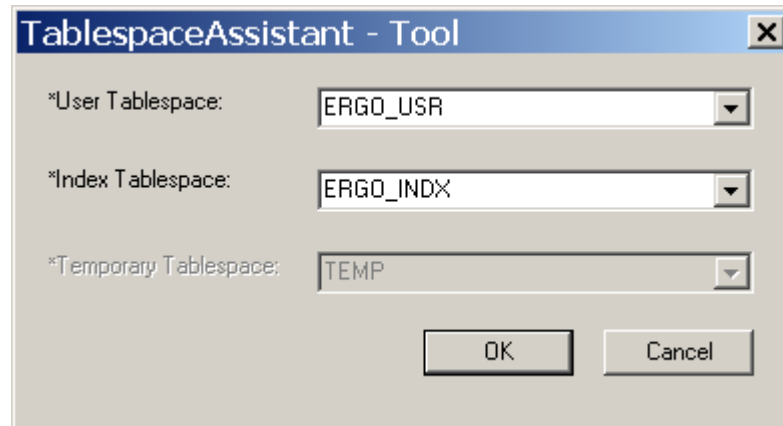 TablespaceAssistant - Tool
*User Tablespace: ERGO_USR
*Index Tablespace: ERGO_INDX
*Temporary Tablespace: TEMP
OK Cancel